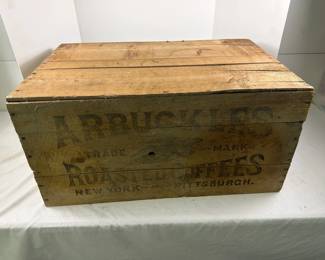 ARBUCKLES
TRADE MARK
ROASTED COFFEES
NEW YORK PITTSBURGH.